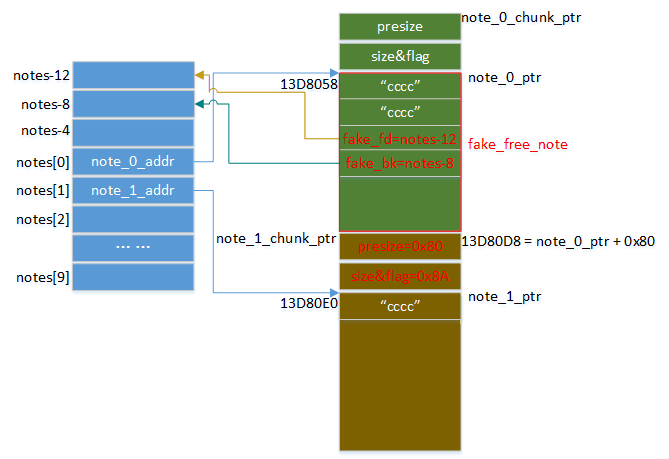 note_0_chunk_ptr
presize
size&flag
notes-12
13D8058
note_0_ptr
"cccc"
notes-8
"cccc"
notes-4
fake_fd=notes-12
fake_free_note
notes[0]
note_0_addr
fake_bk=notes-8
notes[1]
note_1_addr
notes[2]
note_1_chunk_ptr
presize=0x80
13D80D8 = note_0_ptr + 0x80
... ...
notes[9]
size&flag=0x8A
13D80E0
note_1_ptr
"cccc"